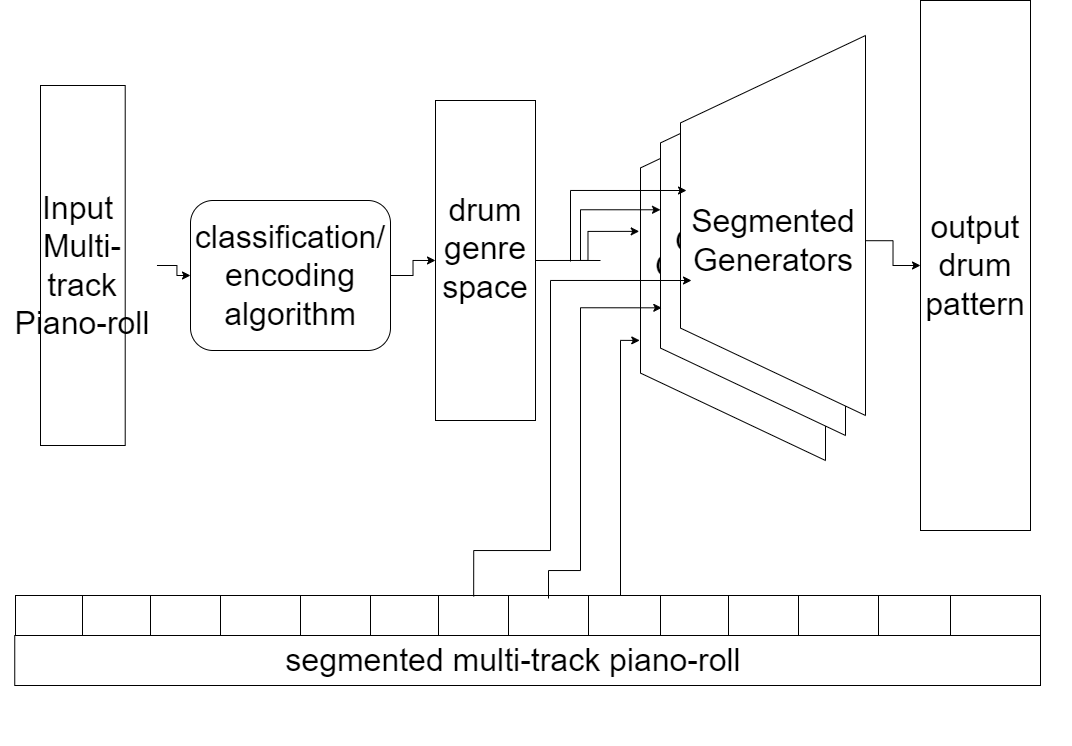 Input
Multi-
track
Piano-roll
classification/
encoding
algorithm
drum
genre
space
Segmented
Generators
output
drum
pattern
segmented multi-track piano-roll